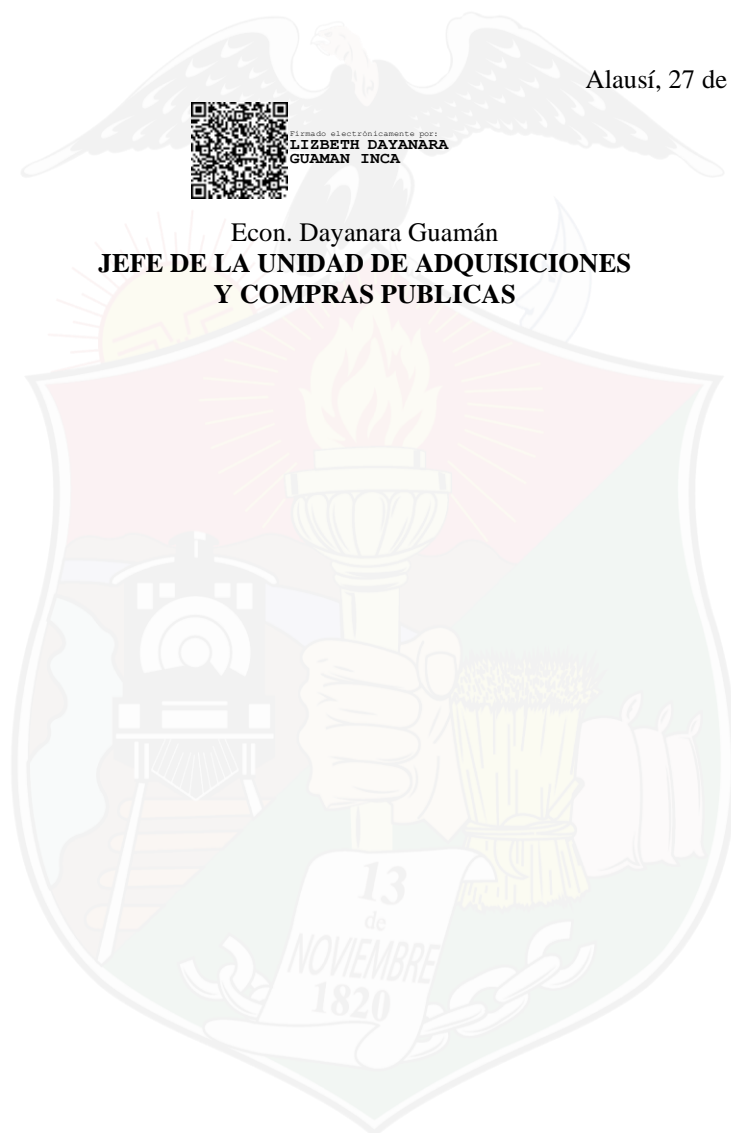 Alausí, 27 de
Firmado electrónicamente por:
LIZBETH DAYANARA
GUAMAN INCA
Econ. Dayanara Guamán
JEFE DE LA UNIDAD DE ADQUISICIONES
Y COMPRAS PUBLICAS
13
de
NOVIEMBRE
1820